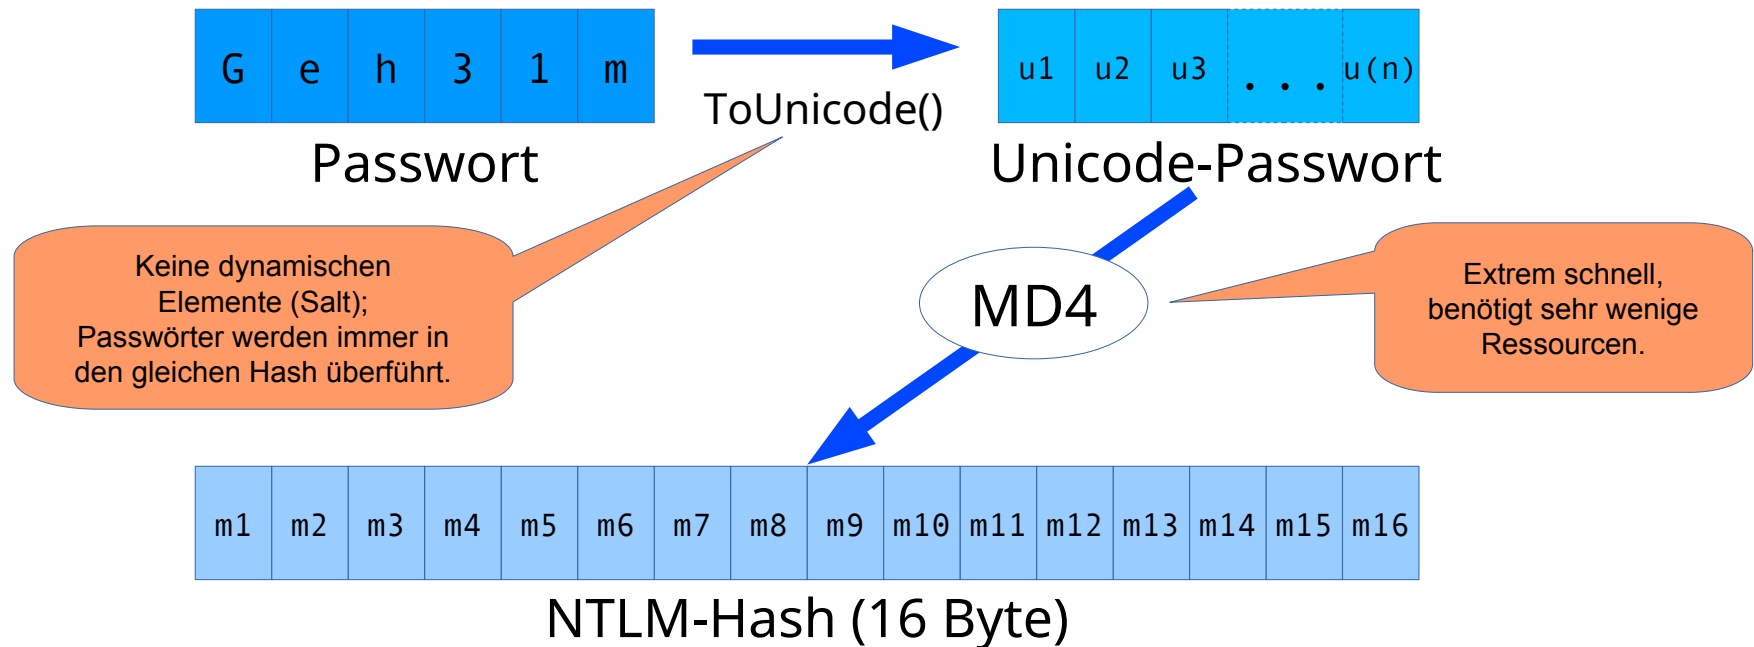 G e h 3 1 m
ToUnicode()
u1 u2 u3 ... u(n)
Passwort
Unicode-Passwort
Keine dynamischen
Elemente (Salt);
Passwörter werden immer in
den gleichen Hash überführt.
MD4
Extrem schnell,
benötigt sehr wenige
Ressourcen.
m1 m2 m3 m4 m5 m6 m7 m8 m9 m10 m11 m12 m13 m14 m15 m16
NTLM-Hash (16 Byte)